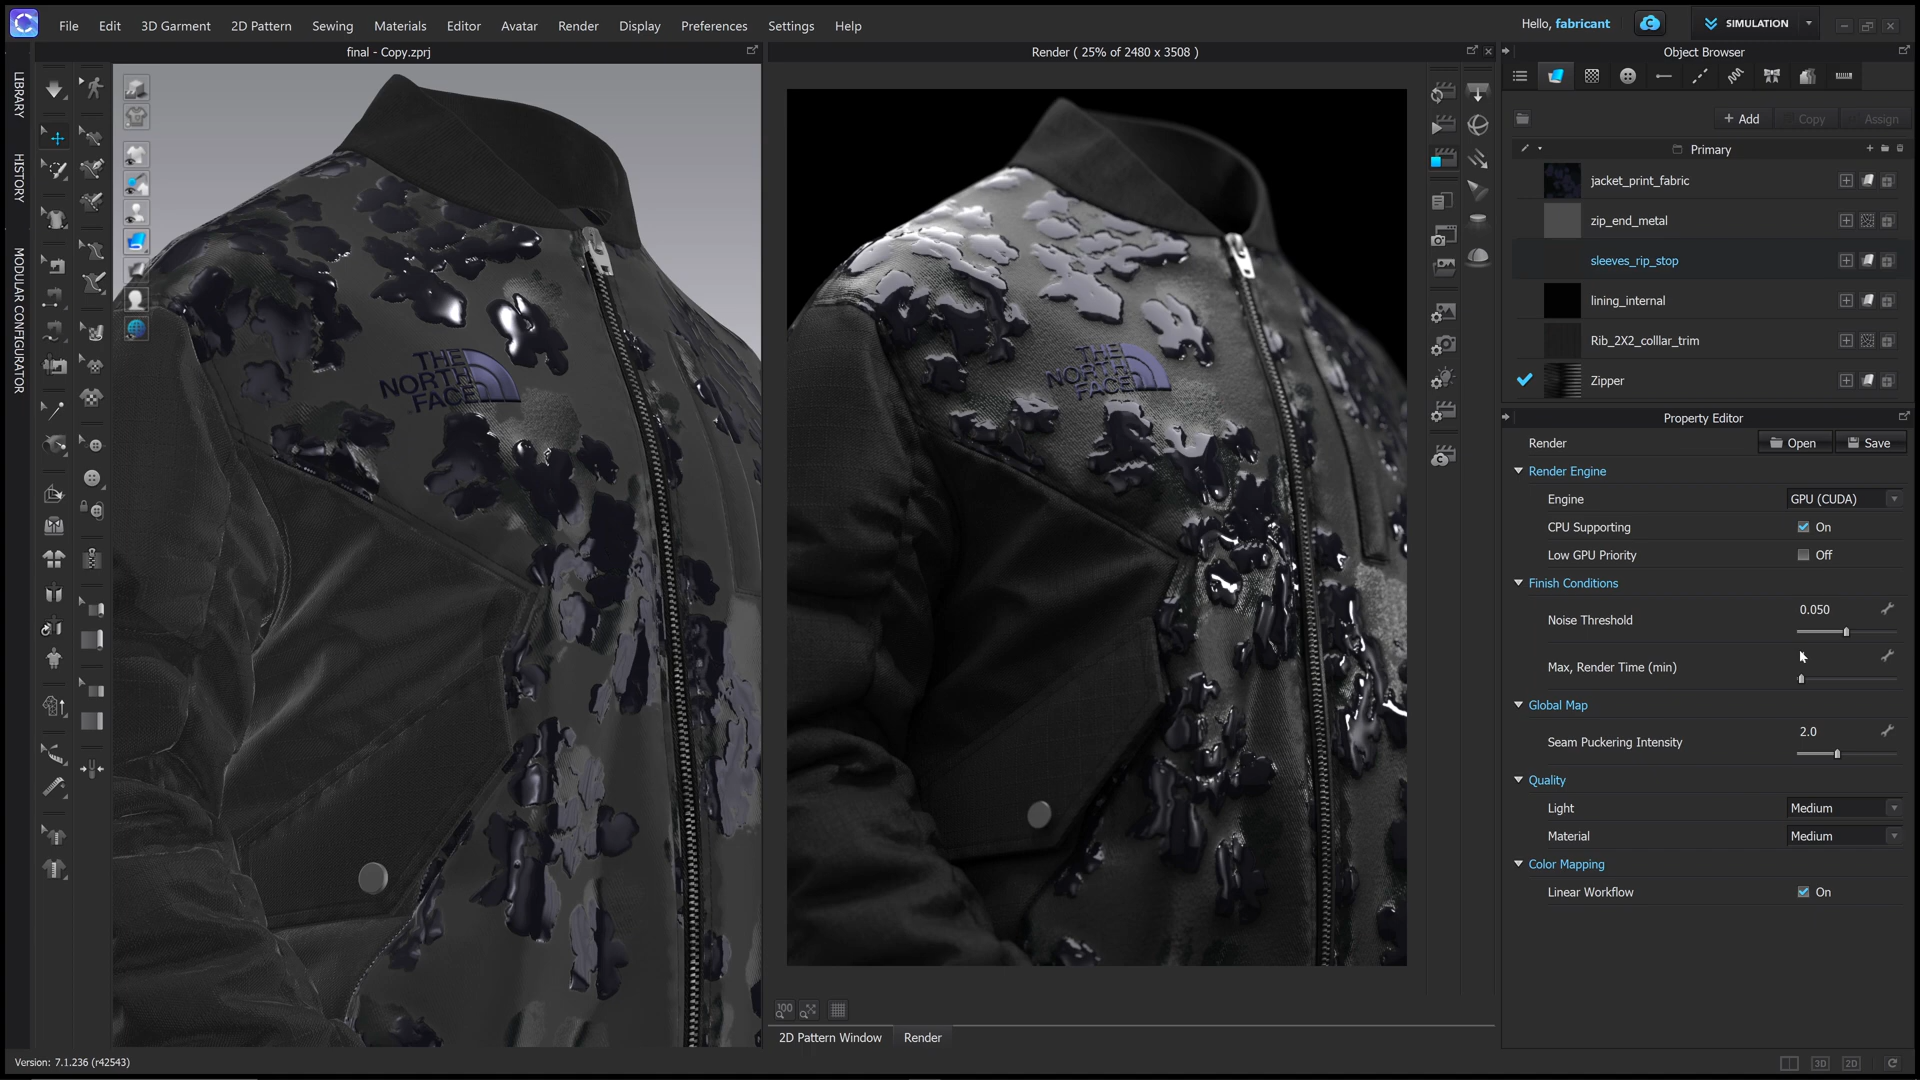 File Edit 3D Garment 2D Pattern Sewing Materials Editor Avatar Render Display Preferences Settings Help
Hello, fabricant
SIMULATION
final - Copy.zprj
Render ( 25% of 2480 x 3508 )
Object Browser
LIBRARY
HISTORY
MODULAR CONFIGURATOR
THE
NORTH
FACE
THE
NORTH
FACE
+ Add
Copy
Assign
Primary
jacket_print_fabric
zip_end_metal
sleeves_rip_stop
lining_internal
Rib_2X2_colllar_trim
Zipper
Property Editor
Render
Open
Save
Render Engine
Engine
GPU (CUDA)
CPU Supporting
On
Low GPU Priority
Off
Finish Conditions
Noise Threshold
0.050
Max, Render Time (min)
Global Map
Seam Puckering Intensity
2.0
Quality
Light
Medium
Material
Medium
Color Mapping
Linear Workflow
On
100
2D Pattern Window
Render
Version: 7.1.236 (r42543)
3D
2D